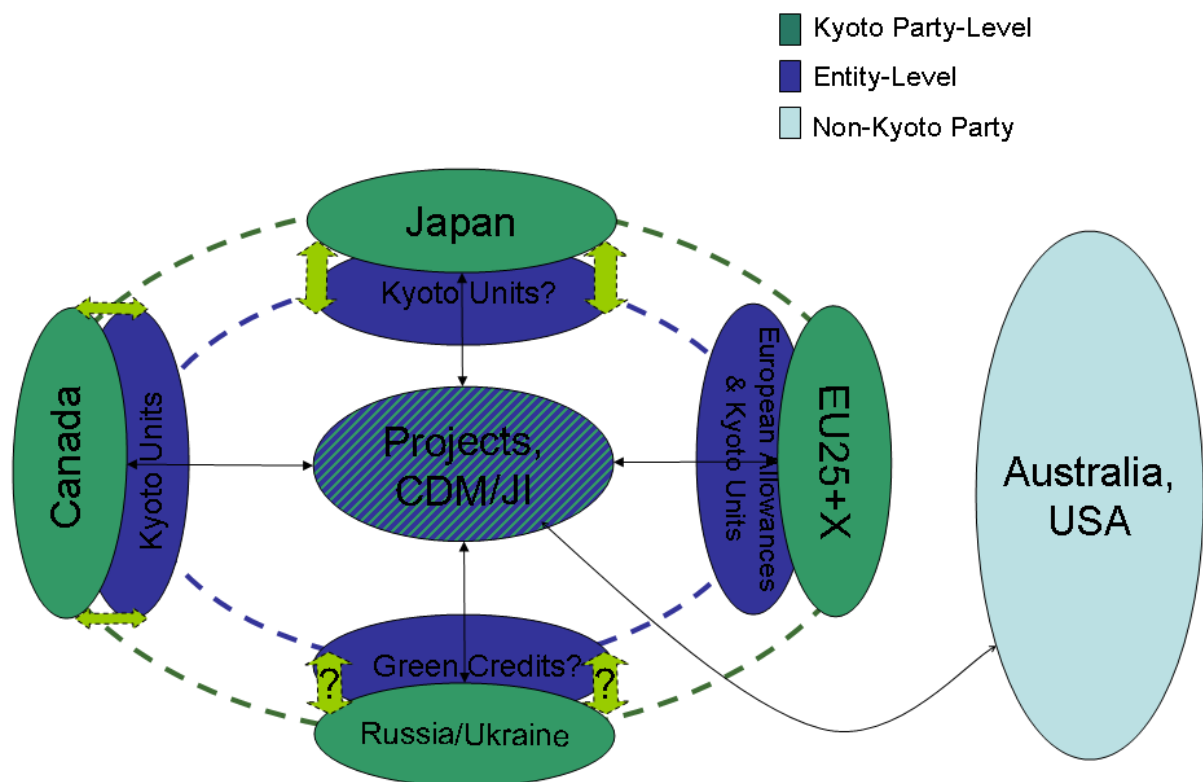 Kyoto Party-Level
Entity-Level
Non-Kyoto Party
Japan
Kyoto Units?
Canada
Kyoto Units
Projects,
CDM/JI
European Allowances
& Kyoto Units
EU25+X
Australia,
USA
Green Credits?
?
?
Russia/Ukraine